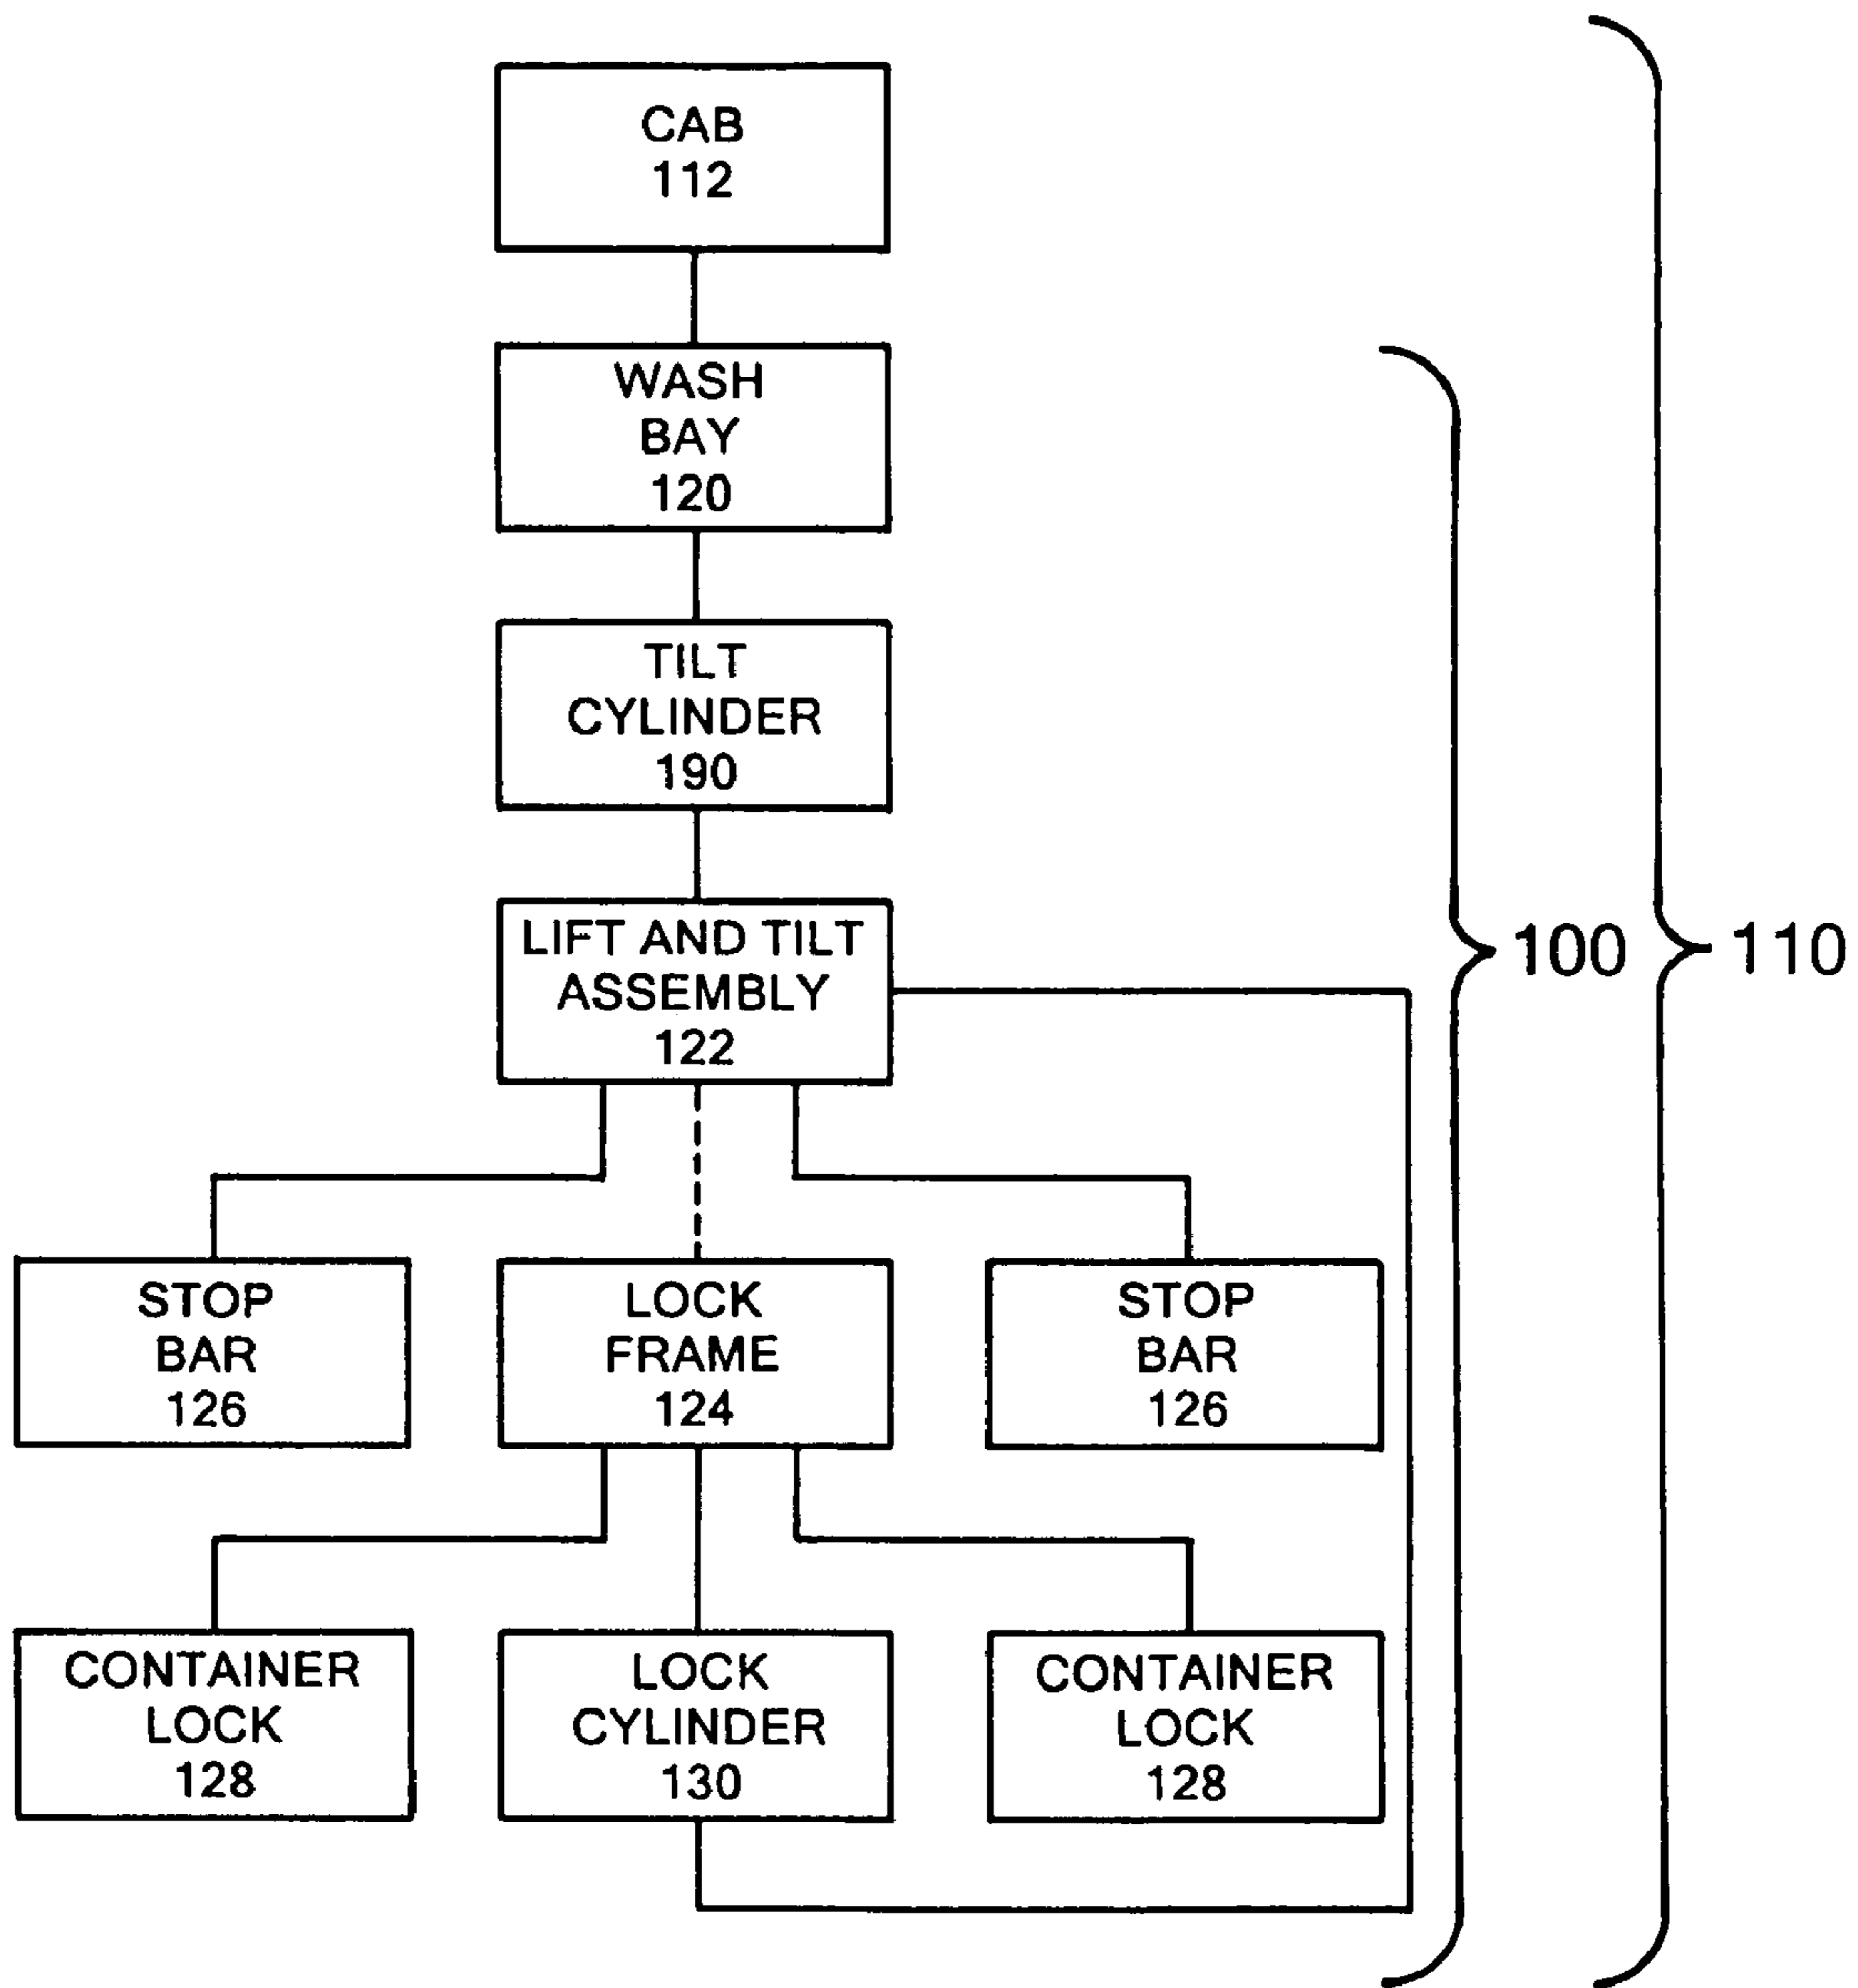 CAB
112
WASH
BAY
120
TILT
CYLINDER
190
LIFT AND TILT
ASSEMBLY
122
100
110
STOP
BAR
126
LOCK
FRAME
124
STOP
BAR
126
CONTAINER
LOCK
128
LOCK
CYLINDER
130
CONTAINER
LOCK
128